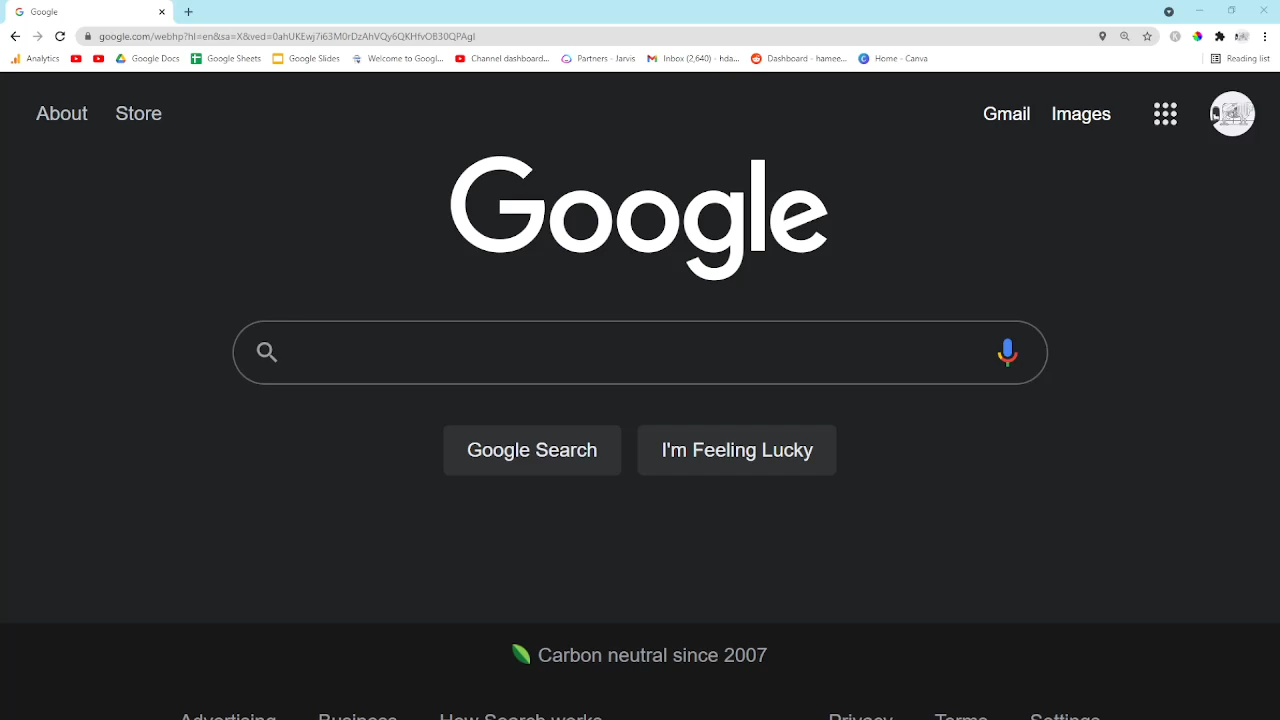 Google
google.com/webhp?hl=en&sa=X&ved=0ahUKEwj7i63M0rDzAhVQy6QKHfvOB30QPAgI
Analytics Google Docs Google Sheets Google Slides Welcome to Googl... Channel dashboard... Partners - Jarvis Inbox (2,640) - hda... Dashboard - hamee... Home - Canva Reading list
About Store Gmail Images
Google
Google Search I'm Feeling Lucky
Carbon neutral since 2007
Advertising Business How Search works Privacy Terms Settings